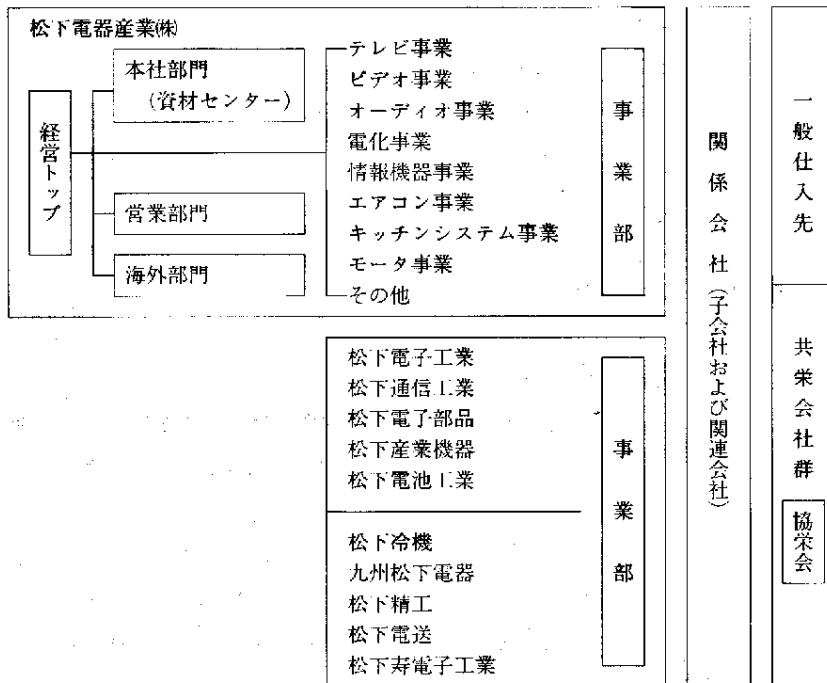 松下電器産業㈱
経営トップ
本社部門
(資材センター)
営業部門
海外部門
テレビ事業
ビデオ事業
オーディオ事業
電化事業
情報機器事業
エアコン事業
キッチンシステム事業
モータ事業
その他
事業部
松下電子工業
松下通信工業
松下電子部品
松下産業機器
松下電池工業
松下冷機
九州松下電器
松下精工
松下電送
松下寿電子工業
事業部
関係会社(子会社および関連会社)
一般仕入先
共栄会社群
協栄会